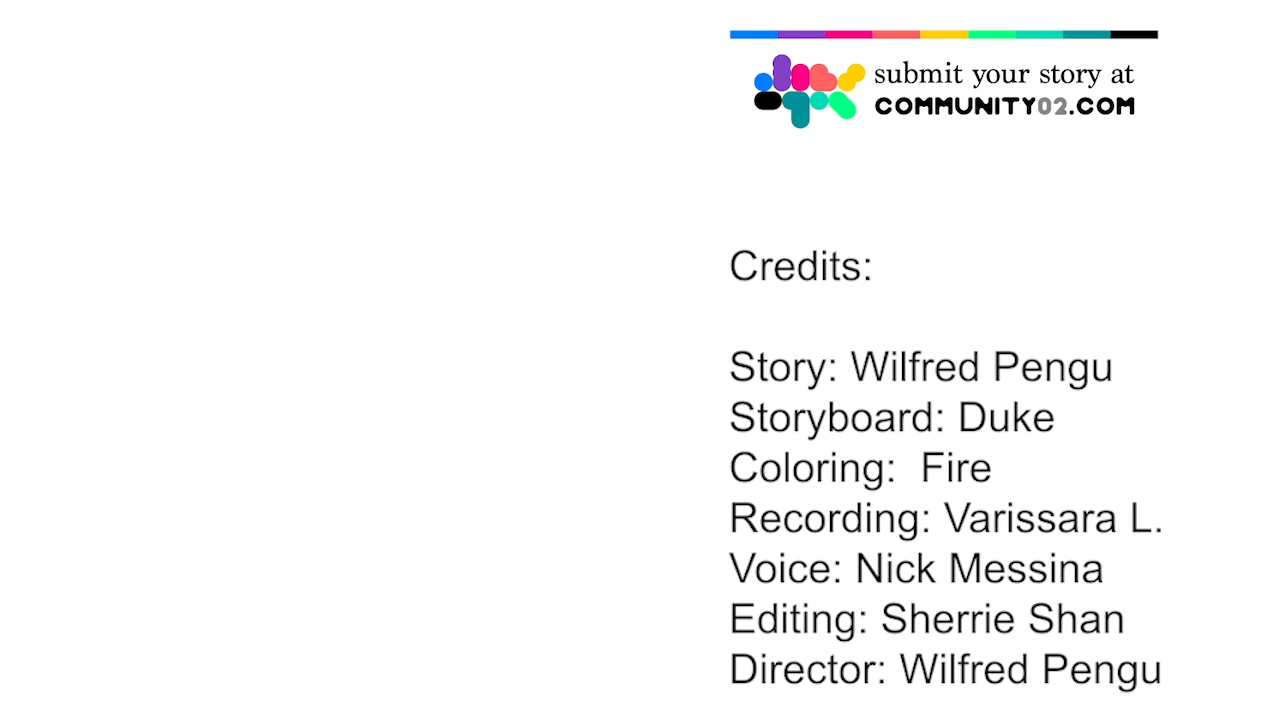 submit your story at
COMMUNITY02.COM
Credits:
Story: Wilfred Pengu
Storyboard: Duke
Coloring:  Fire
Recording: Varissara L.
Voice: Nick Messina
Editing: Sherrie Shan
Director: Wilfred Pengu